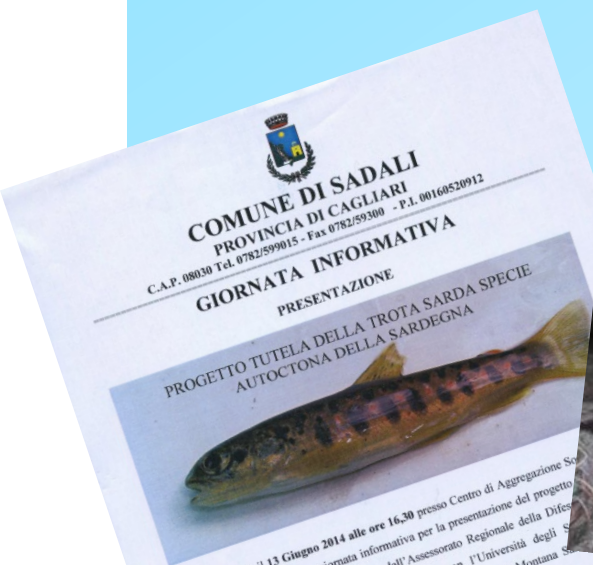 COMUNE DI SADALI
PROVINCIA DI CAGLIARI
C.A.P. 08030 Tel. 0782/599015 - Fax 0782/59300 - P.I. 00160520912
GIORNATA INFORMATIVA
PRESENTAZIONE
PROGETTO TUTELA DELLA TROTA SARDA SPECIE
AUTOCTONA DELLA SARDEGNA
13 Giugno 2014 alle ore 16,30 presso Centro di Aggregazione
informativa per la presentazione del progetto
dell'Assessorato Regionale della
l'Università degli
Montana